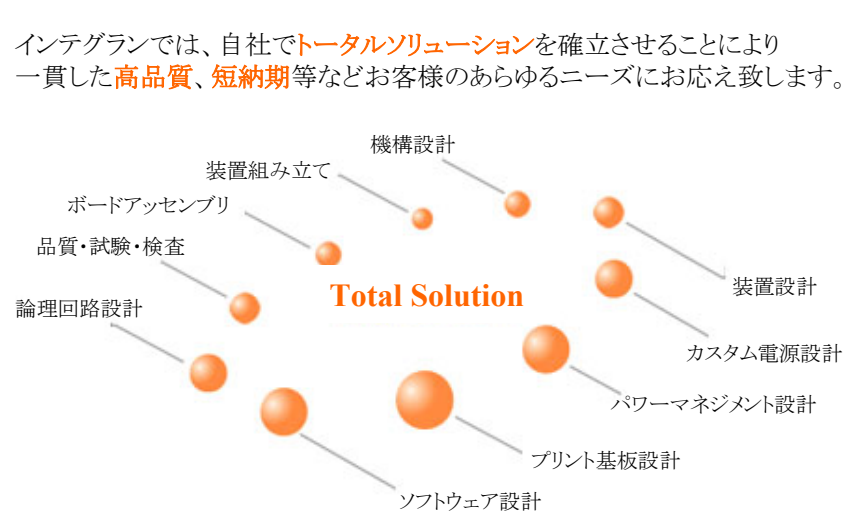 インテグランでは、自社でトータルソリューションを確立させることにより
一貫した高品質、短納期等などお客様のあらゆるニーズにお応え致します。
機構設計
装置組み立て
ボードアッセンブリ
品質・試験・検査
論理回路設計
Total Solution
装置設計
カスタム電源設計
パワーマネジメント設計
プリント基板設計
ソフトウェア設計